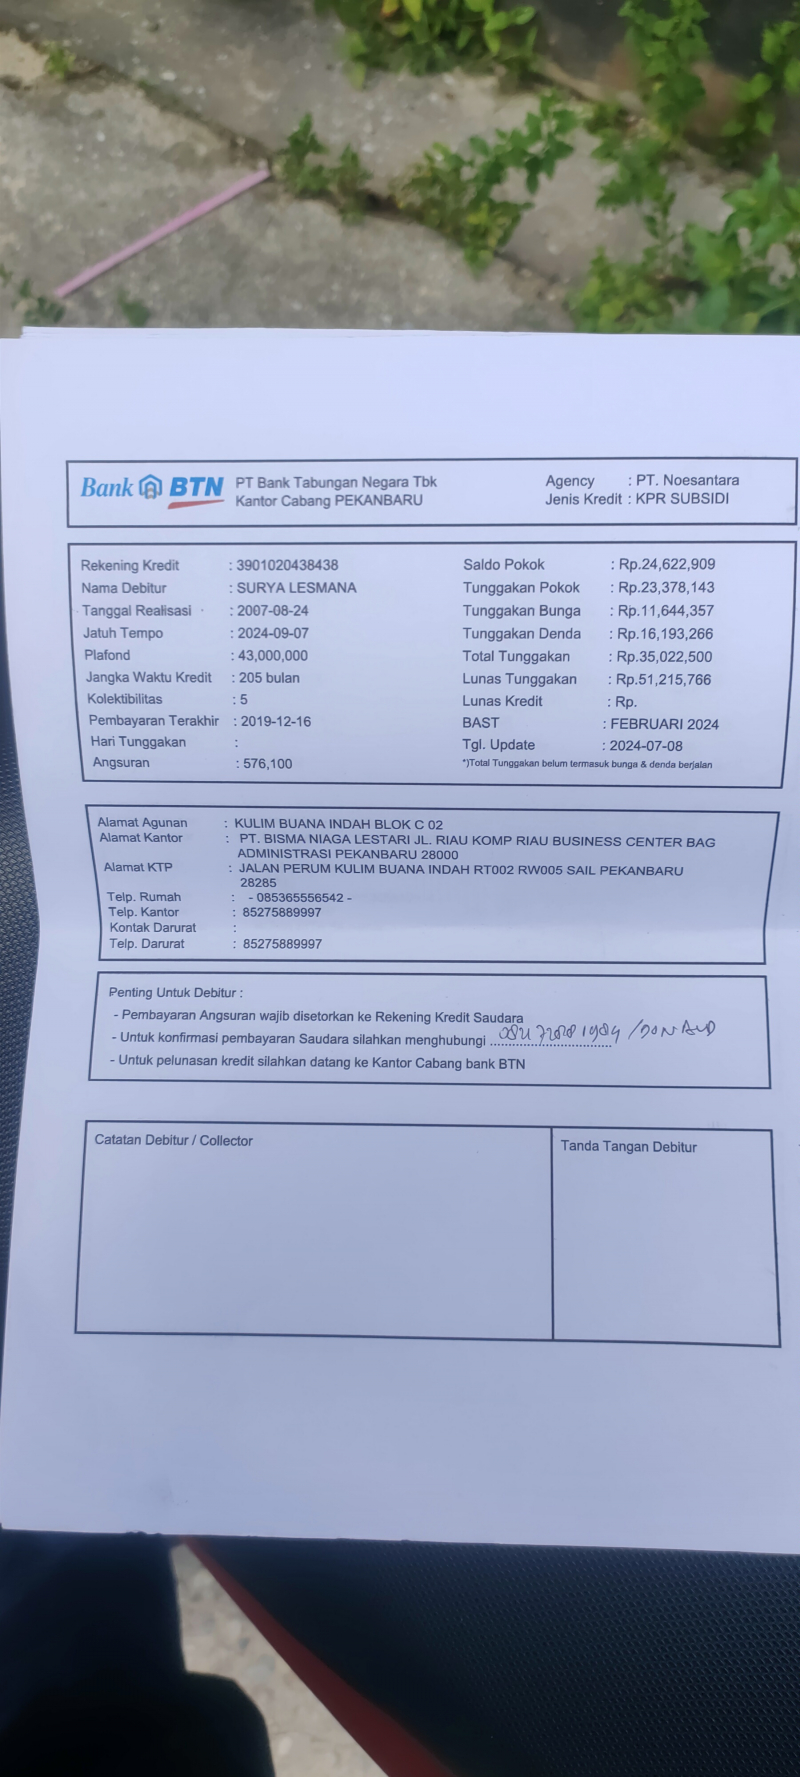 Bank BTN PT Bank Tabungan Negara Tbk
Kantor Cabang PEKANBARU
Agency : PT. Noesantara
Jenis Kredit : KPR SUBSIDI
Rekening Kredit : 3901020438438
Nama Debitur : SURYA LESMANA
Tanggal Realisasi : 2007-08-24
Jatuh Tempo : 2024-09-07
Plafond : 43,000,000
Jangka Waktu Kredit : 205 bulan
Kolektibilitas : 5
Pembayaran Terakhir : 2019-12-16
Hari Tunggakan :
Angsuran : 576,100
Saldo Pokok : Rp.24,622,909
Tunggakan Pokok : Rp.23,378,143
Tunggakan Bunga : Rp.11,644,357
Tunggakan Denda : Rp.16,193,266
Total Tunggakan : Rp.35,022,500
Lunas Tunggakan : Rp.51,215,766
Lunas Kredit : Rp.
BAST : FEBRUARI 2024
Tgl. Update : 2024-07-08
*)Total Tunggakan belum termasuk bunga & denda berjalan
Alamat Agunan : KULIM BUANA INDAH BLOK C 02
Alamat Kantor : PT. BISMA NIAGA LESTARI JL. RIAU KOMP RIAU BUSINESS CENTER BAG
ADMINISTRASI PEKANBARU 28000
Alamat KTP : JALAN PERUM KULIM BUANA INDAH RT002 RW005 SAIL PEKANBARU
28285
Telp. Rumah : - 085365556542 -
Telp. Kantor : 85275889997
Kontak Darurat :
Telp. Darurat : 85275889997
Penting Untuk Debitur :
- Pembayaran Angsuran wajib disetorkan ke Rekening Kredit Saudara
- Untuk konfirmasi pembayaran Saudara silahkan menghubungi / DONALD
- Untuk pelunasan kredit silahkan datang ke Kantor Cabang bank BTN
Catatan Debitur / Collector
Tanda Tangan Debitur